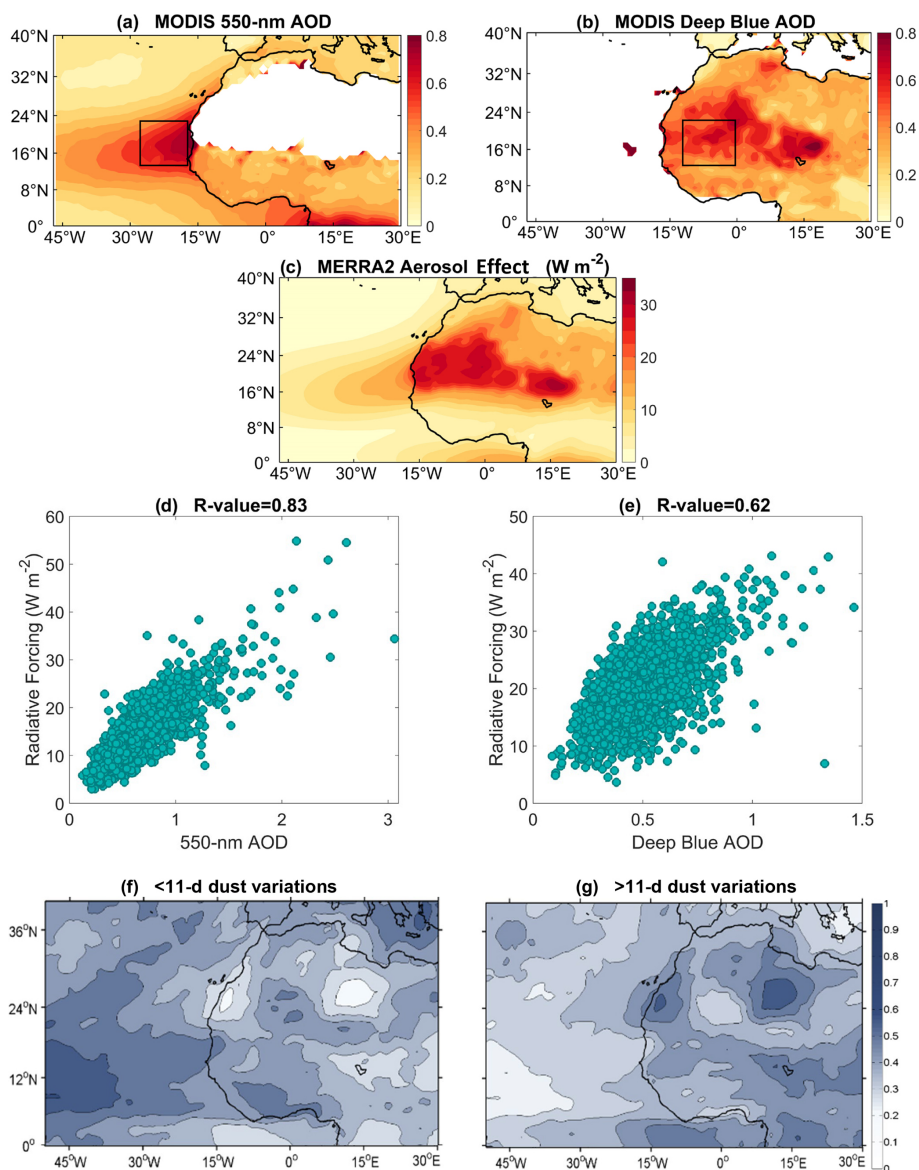 (a) MODIS 550-nm AOD
40°N
32°N
24°N
16°N
8°N
0°
45°W 30°W 15°W 0° 15°E 30°E
0.8
0.6
0.4
0.2
0
(b) MODIS Deep Blue AOD
40°N
32°N
24°N
16°N
8°N
0°
45°W 30°W 15°W 0° 15°E 30°E
0.8
0.6
0.4
0.2
0
(c) MERRA2 Aerosol Effect (W m-2)
40°N
32°N
24°N
16°N
8°N
0°
45°W 30°W 15°W 0° 15°E 30°E
30
20
10
0
(d) R-value=0.83
Radiative Forcing (W m-2)
60
50
40
30
20
10
0
0 1 2 3
550-nm AOD
(e) R-value=0.62
Radiative Forcing (W m-2)
50
40
30
20
10
0
0 0.5 1 1.5
Deep Blue AOD
(f) <11-d dust variations
36°N
24°N
12°N
0°
45°W 30°W 15°W 0° 15°E 30°E
(g) >11-d dust variations
36°N
24°N
12°N
0°
45°W 30°W 15°W 0° 15°E 30°E
1
0.9
0.8
0.7
0.6
0.5
0.4
0.3
0.2
0.1
0